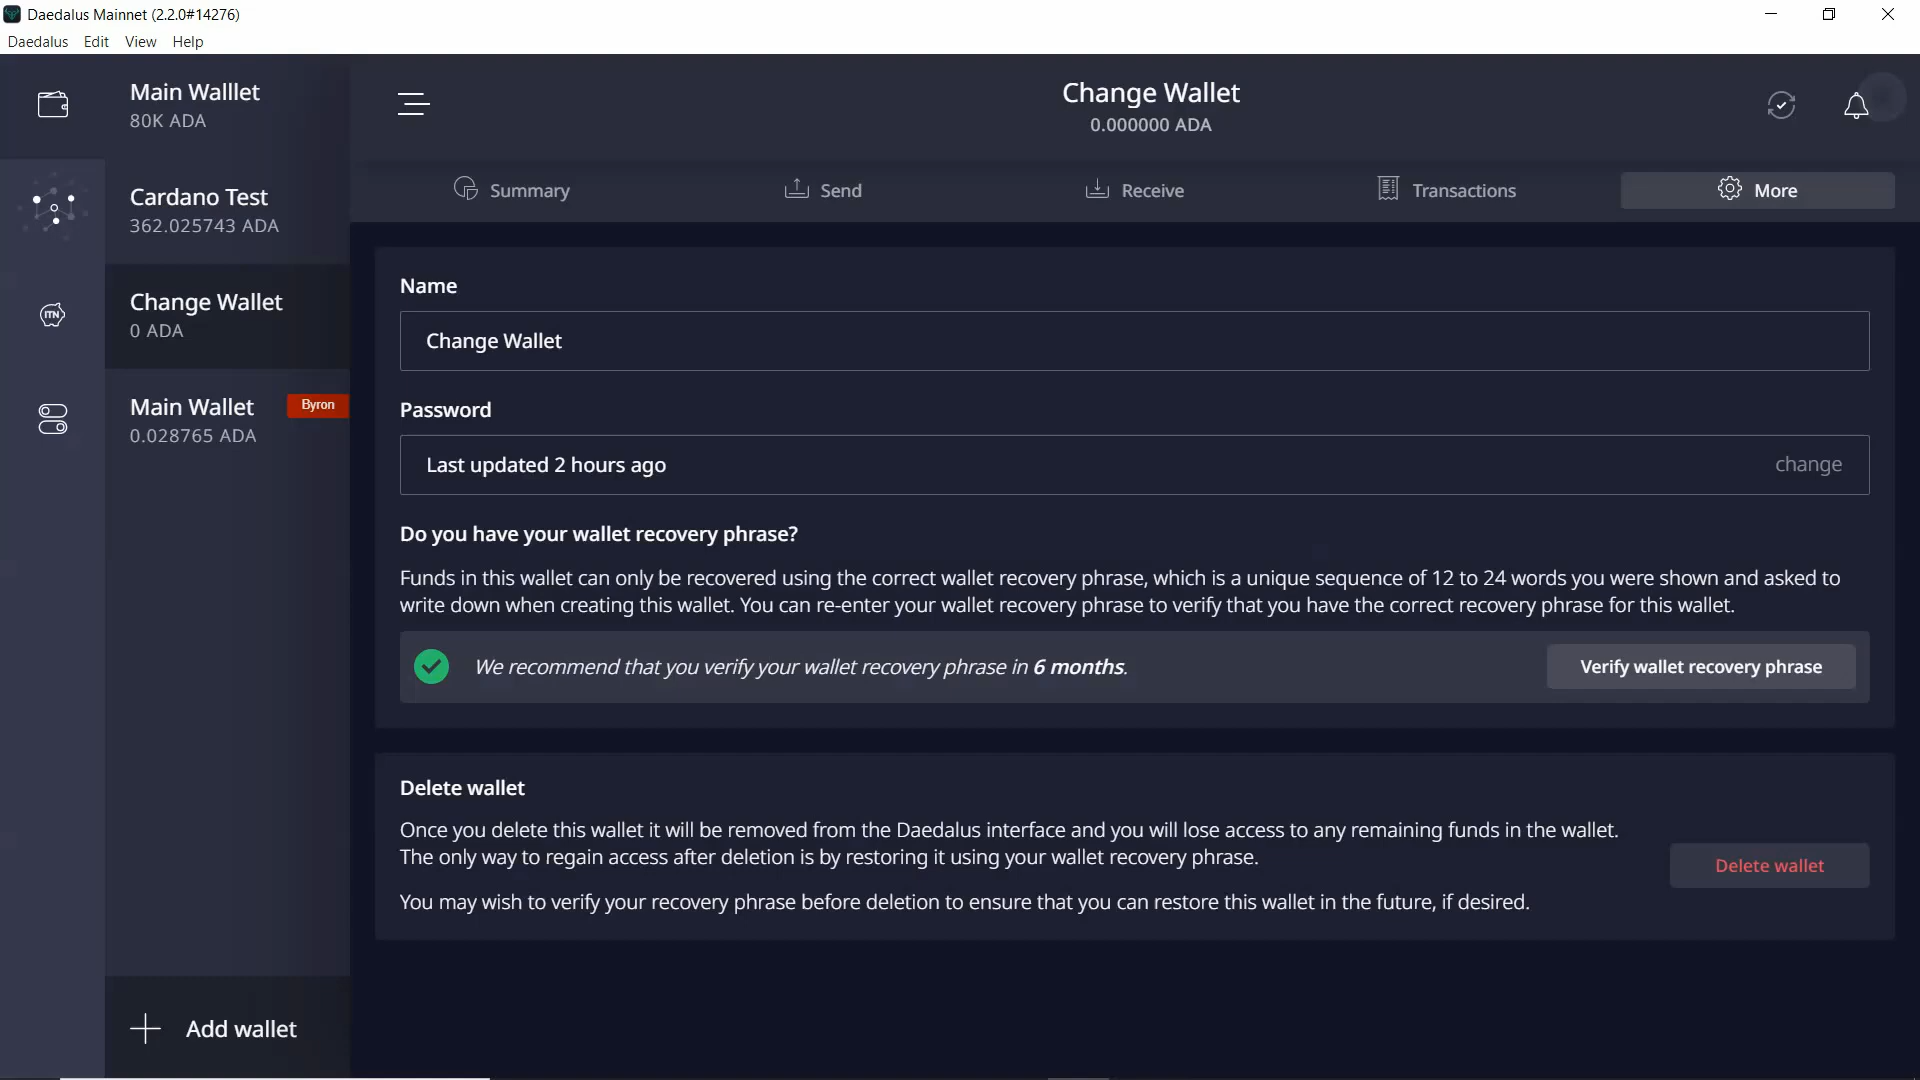 Daedalus Mainnet (2.2.0#14276)
Daedalus Edit View Help
Main Walllet
80K ADA
Cardano Test
362.025743 ADA
Change Wallet
0 ADA
Main Wallet
Byron
0.028765 ADA
Add wallet
ITN
Change Wallet
0.000000 ADA
Summary
Send
Receive
Transactions
More
Name
Change Wallet
Password
Last updated 2 hours ago
change
Do you have your wallet recovery phrase?
Funds in this wallet can only be recovered using the correct wallet recovery phrase, which is a unique sequence of 12 to 24 words you were shown and asked to
write down when creating this wallet. You can re-enter your wallet recovery phrase to verify that you have the correct recovery phrase for this wallet.
We recommend that you verify your wallet recovery phrase in 6 months.
Verify wallet recovery phrase
Delete wallet
Once you delete this wallet it will be removed from the Daedalus interface and you will lose access to any remaining funds in the wallet.
The only way to regain access after deletion is by restoring it using your wallet recovery phrase.
You may wish to verify your recovery phrase before deletion to ensure that you can restore this wallet in the future, if desired.
Delete wallet